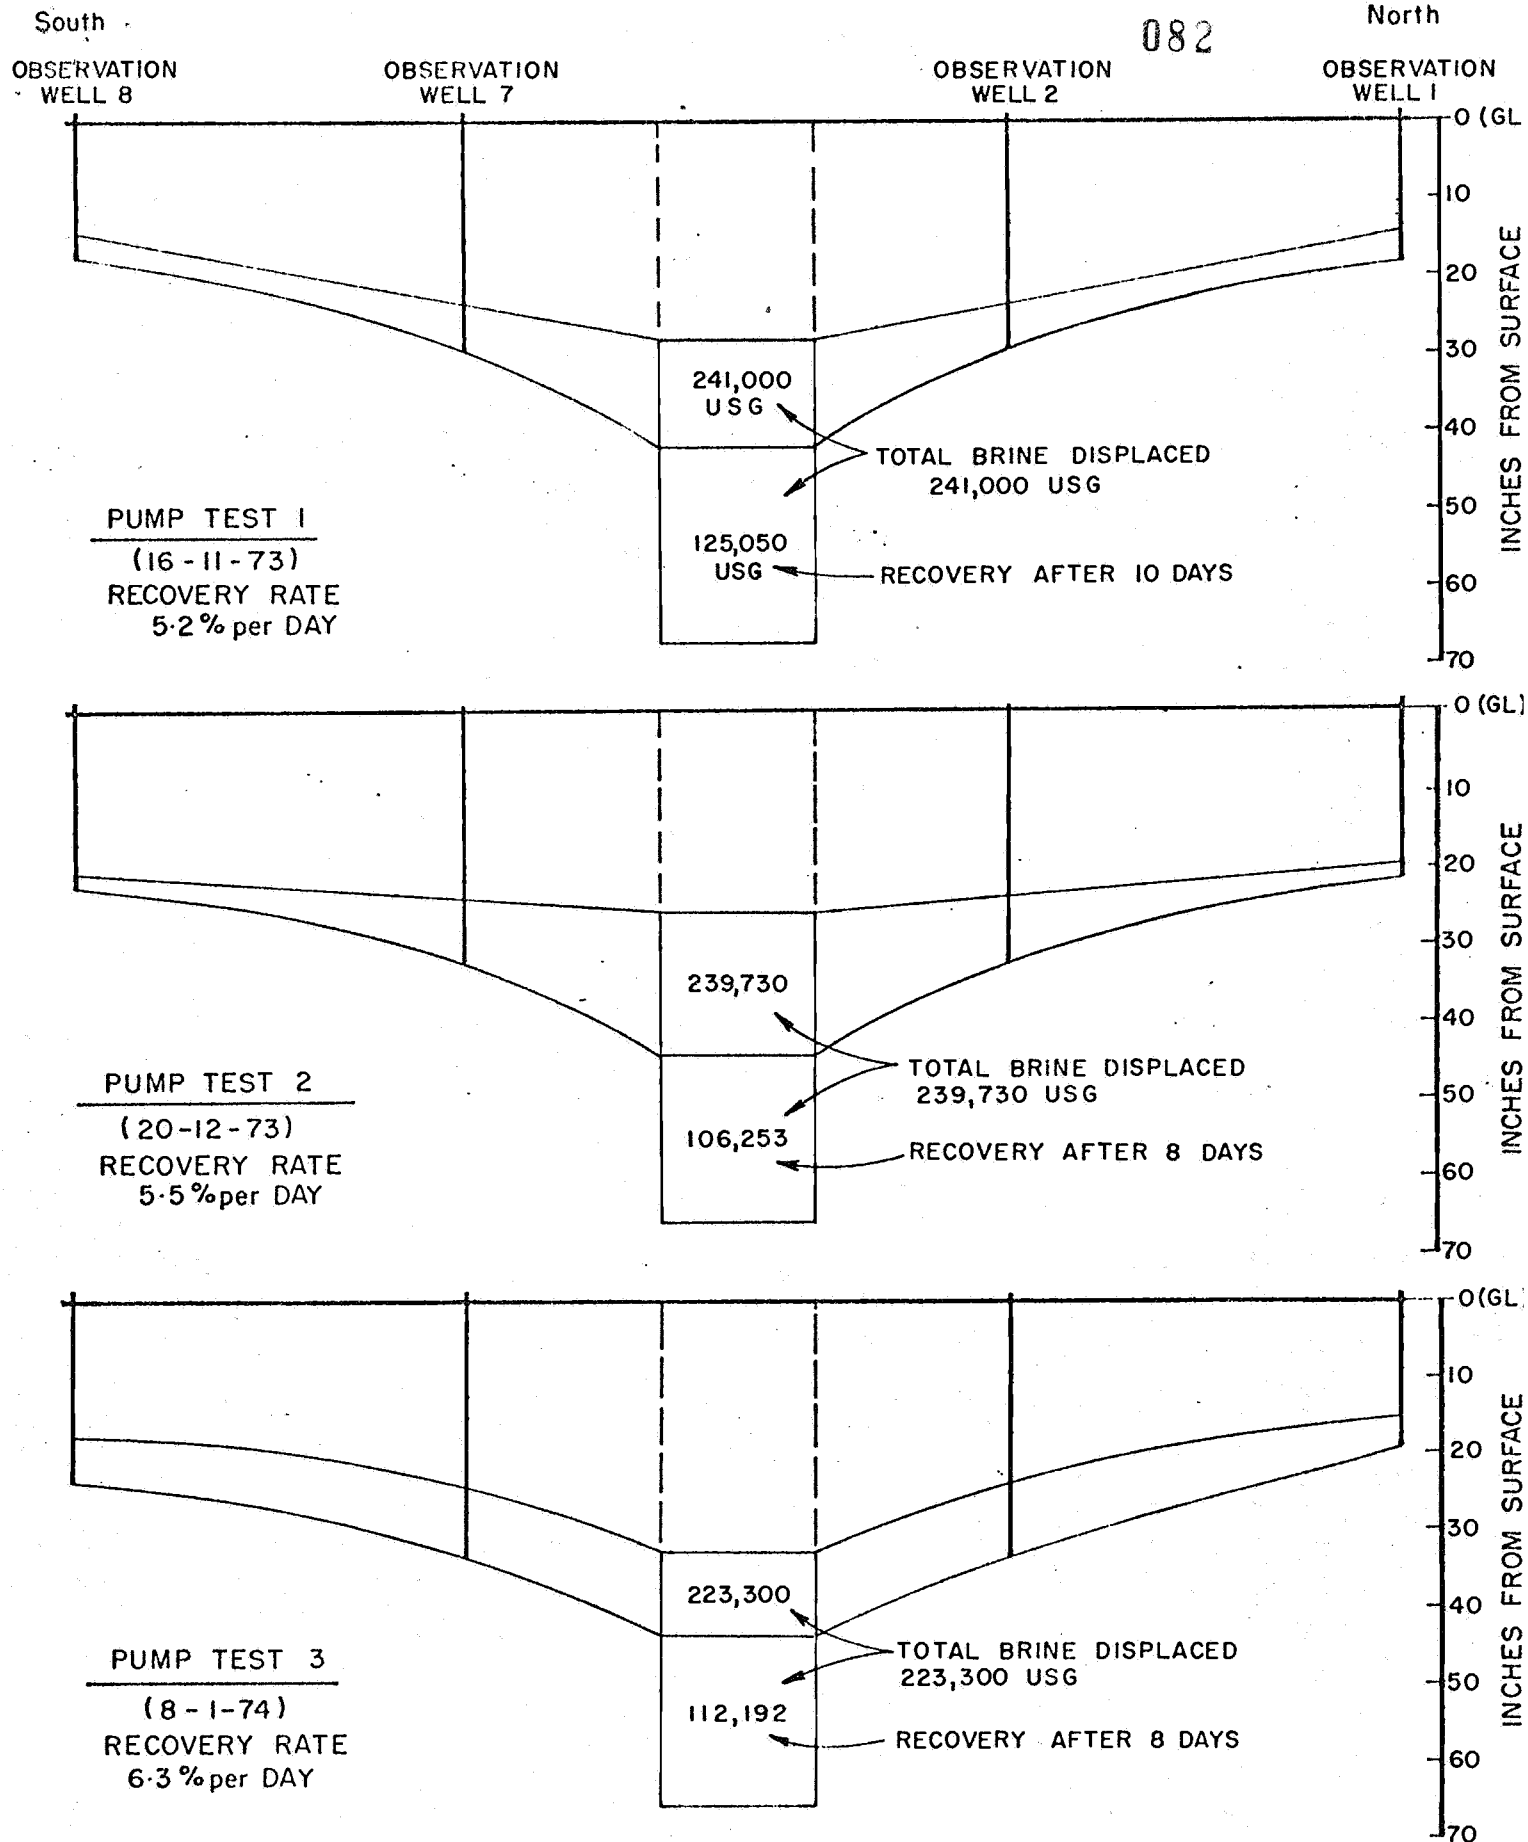 South
082
North
OBSERVATION
WELL 8
OBSERVATION
WELL 7
OBSERVATION
WELL 2
OBSERVATION
WELL 1
0 (GL
10
20
30
40
50
60
70
INCHES FROM SURFACE
241,000
USG
TOTAL BRINE DISPLACED
241,000 USG
125,050
USG
RECOVERY AFTER 10 DAYS
PUMP TEST 1
(16-11-73)
RECOVERY RATE
5·2% per DAY
0 (GL)
10
20
30
40
50
60
70
INCHES FROM SURFACE
239,730
TOTAL BRINE DISPLACED
239,730 USG
106,253
RECOVERY AFTER 8 DAYS
PUMP TEST 2
(20-12-73)
RECOVERY RATE
5·5% per DAY
0 (GL)
10
20
30
40
50
60
70
INCHES FROM SURFACE
223,300
TOTAL BRINE DISPLACED
223,300 USG
112,192
RECOVERY AFTER 8 DAYS
PUMP TEST 3
(8-1-74)
RECOVERY RATE
6·3% per DAY